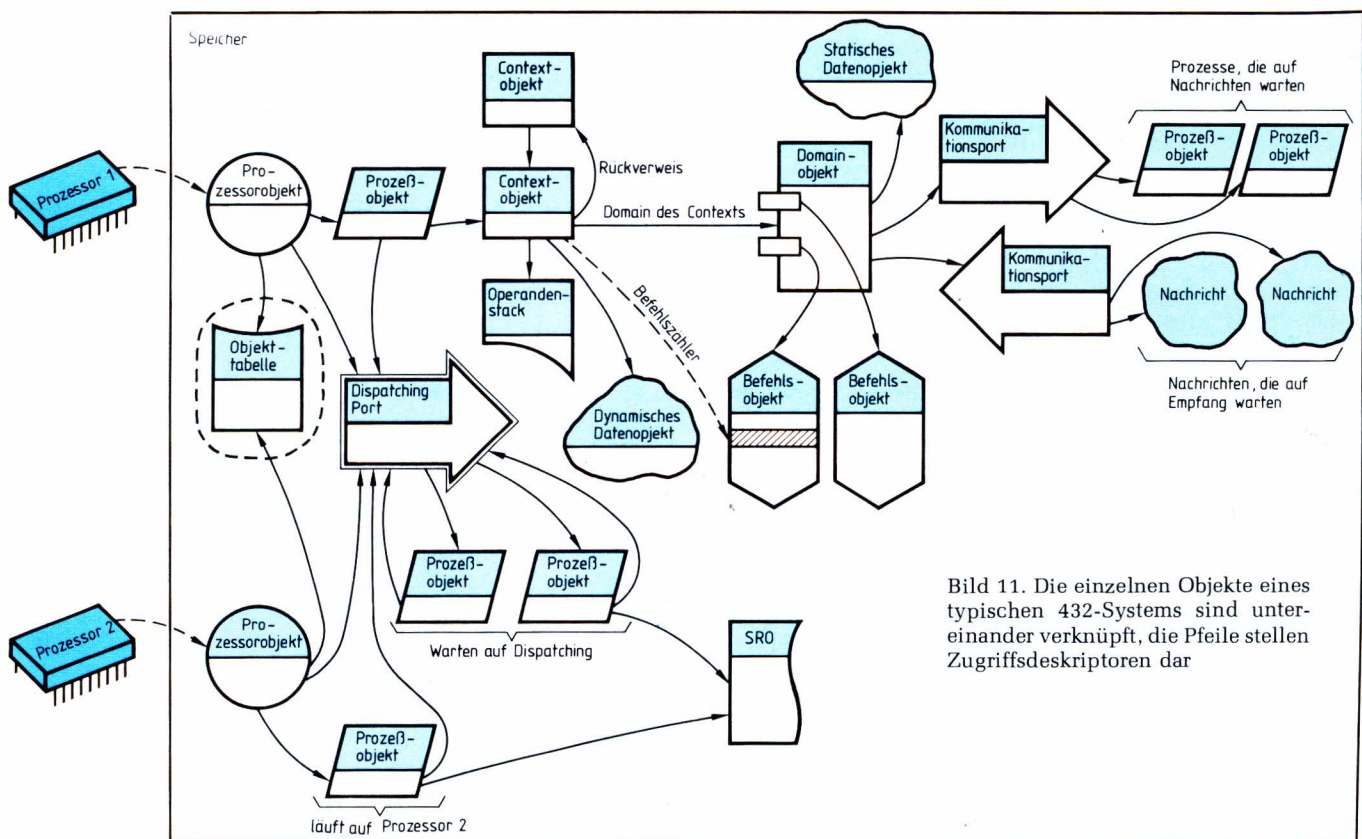 Speicher
Prozessor 1
Pro-
zessorobjekt
Prozeß-
objekt
Context-
objekt
Context-
objekt
Rückverweis
Domain des Contexts
Statisches
Datenopjekt
Domain-
objekt
Kommunika-
tionsport
Prozesse, die auf
Nachrichten warten
Prozeß-
objekt
Prozeß-
objekt
Kommunika-
tionsport
Nachricht
Nachricht
Nachrichten, die auf
Empfang warten
Objekt-
tabelle
Dispatching
Port
Operanden-
stack
Befehlszähler
Dynamisches
Datenopjekt
Befehls-
objekt
Befehls-
objekt
Prozessor 2
Pro-
zessorobjekt
Prozeß-
objekt
Prozeß-
objekt
Warten auf Dispatching
Prozeß-
objekt
läuft auf Prozessor 2
SRO
Bild 11. Die einzelnen Objekte eines
typischen 432-Systems sind unter-
einander verknüpft, die Pfeile stellen
Zugriffsdeskriptoren dar